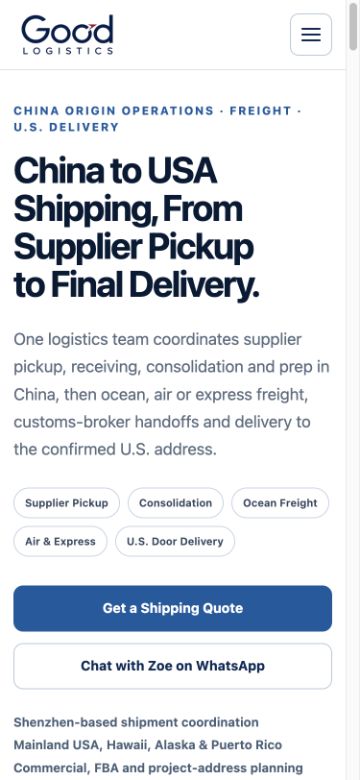 Good
LOGISTICS
CHINA ORIGIN OPERATIONS · FREIGHT ·
U.S. DELIVERY
China to USA
Shipping, From
Supplier Pickup
to Final Delivery.
One logistics team coordinates supplier
pickup, receiving, consolidation and prep in
China, then ocean, air or express freight,
customs-broker handoffs and delivery to
the confirmed U.S. address.
Supplier Pickup
Consolidation
Ocean Freight
Air & Express
U.S. Door Delivery
Get a Shipping Quote
Chat with Zoe on WhatsApp
Shenzhen-based shipment coordination
Mainland USA, Hawaii, Alaska & Puerto Rico
Commercial, FBA and project-address planning